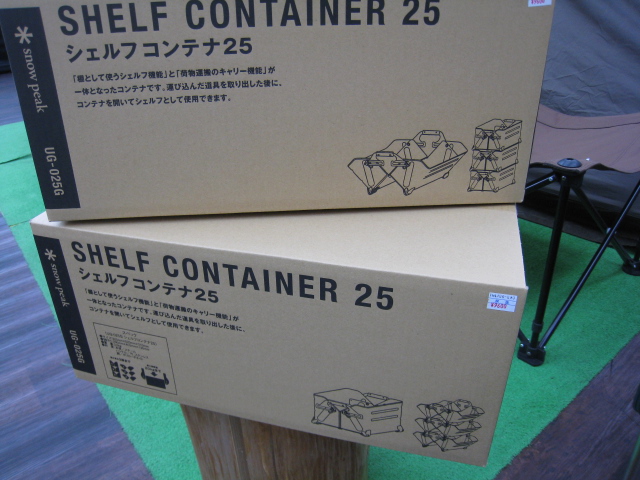 SHELF CONTAINER 25
シェルフコンテナ25
「棚として使うシェルフ機能」と「荷物運搬のキャリー機能」が
一体となったコンテナです。運び込んだ道具を取り出した後に、
コンテナを開いてシェルフとして使用できます。
snow peak
UG-025G
SHELF CONTAINER 25
シェルフコンテナ25
「棚として使うシェルフ機能」と「荷物運搬のキャリー機能」が
一体となったコンテナです。運び込んだ道具を取り出した後に、
コンテナを開いてシェルフとして使用できます。
snow peak
UG-025G